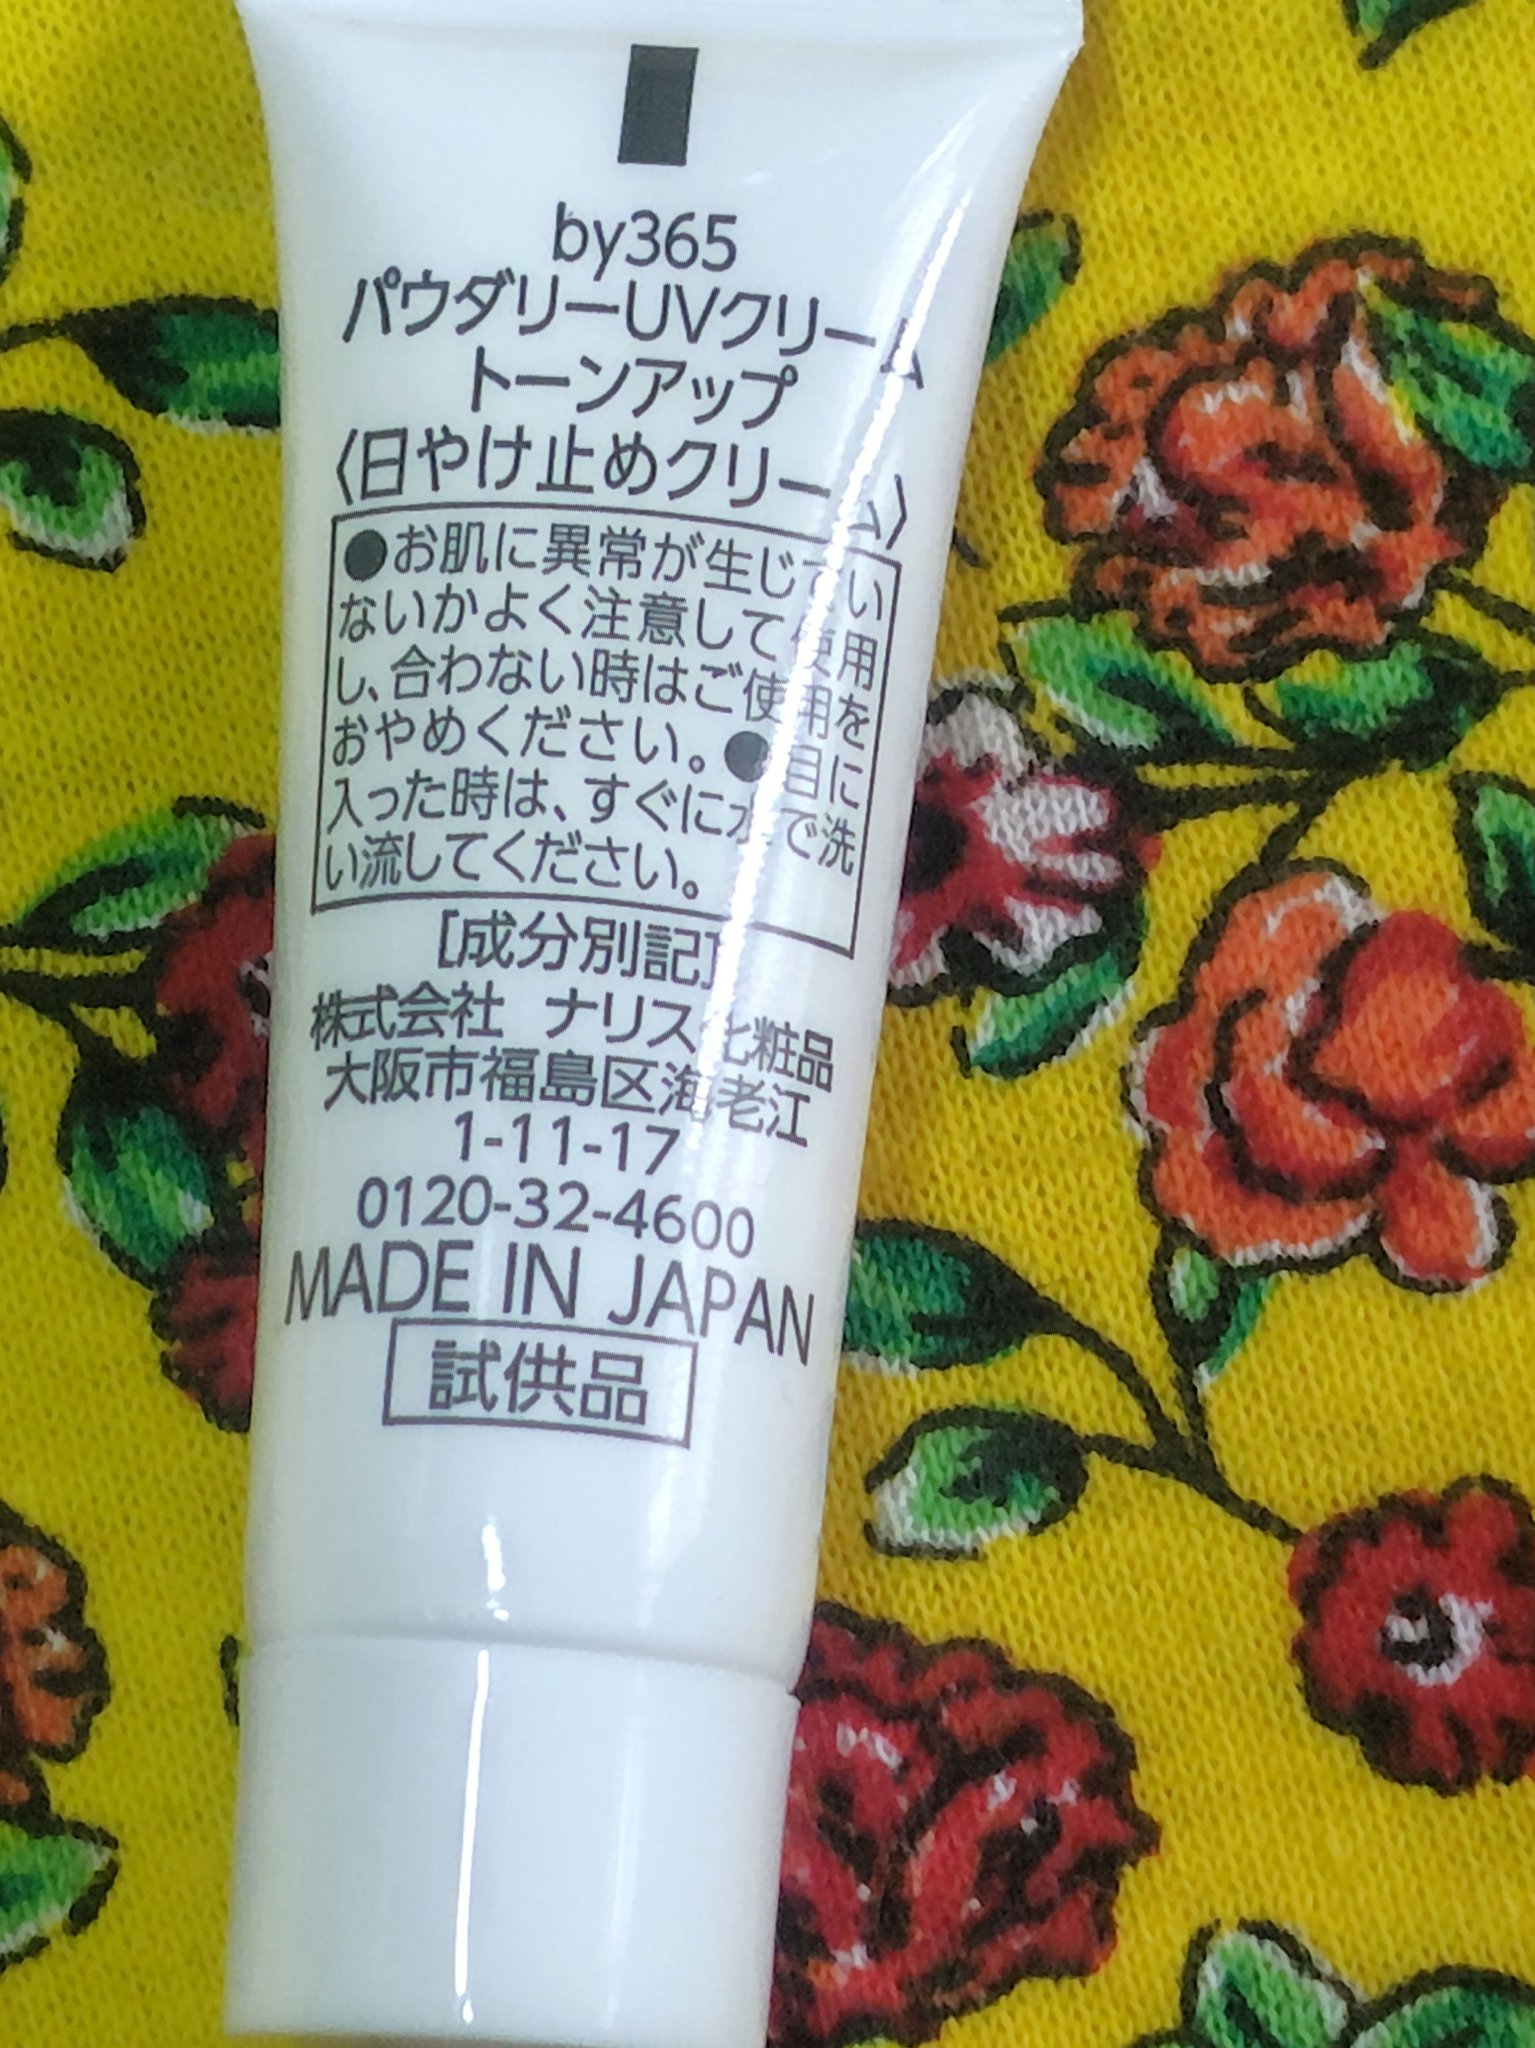 by365
パウダリーUVクリーム
トーンアップ
〈日やけ止めクリーム〉
●お肌に異常が生じてい
ないかよく注意して使用
し、合わない時はご使用を
おやめください。●目に
入った時は、すぐに水で洗
い流してください。
[成分別記]
株式会社 ナリス化粧品
大阪市福島区海老江
1-11-17
0120-32-4600
MADE IN JAPAN
試供品